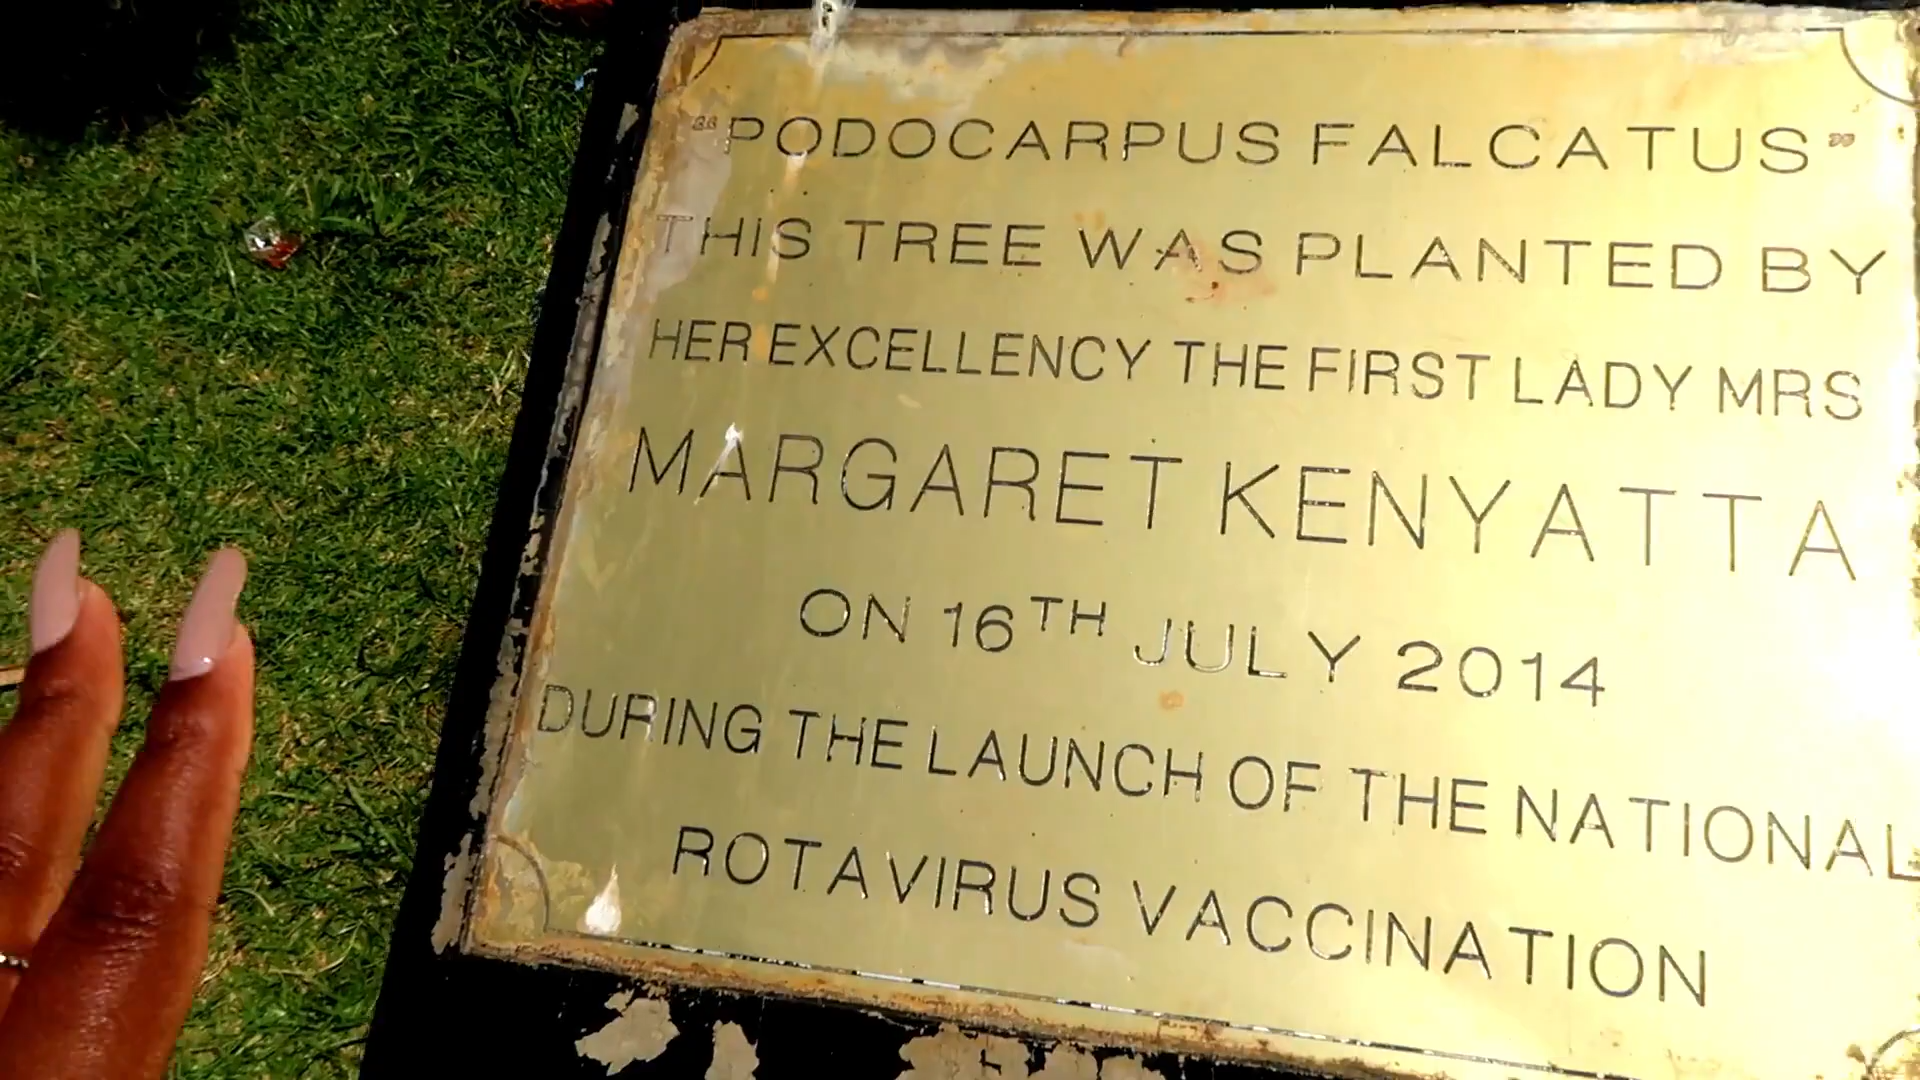 "PODOCARPUS FALCATUS"
THIS TREE WAS PLANTED BY
HER EXCELLENCY THE FIRST LADY MRS
MARGARET KENYATTA
ON 16TH JULY 2014
DURING THE LAUNCH OF THE NATIONAL
ROTAVIRUS VACCINATION